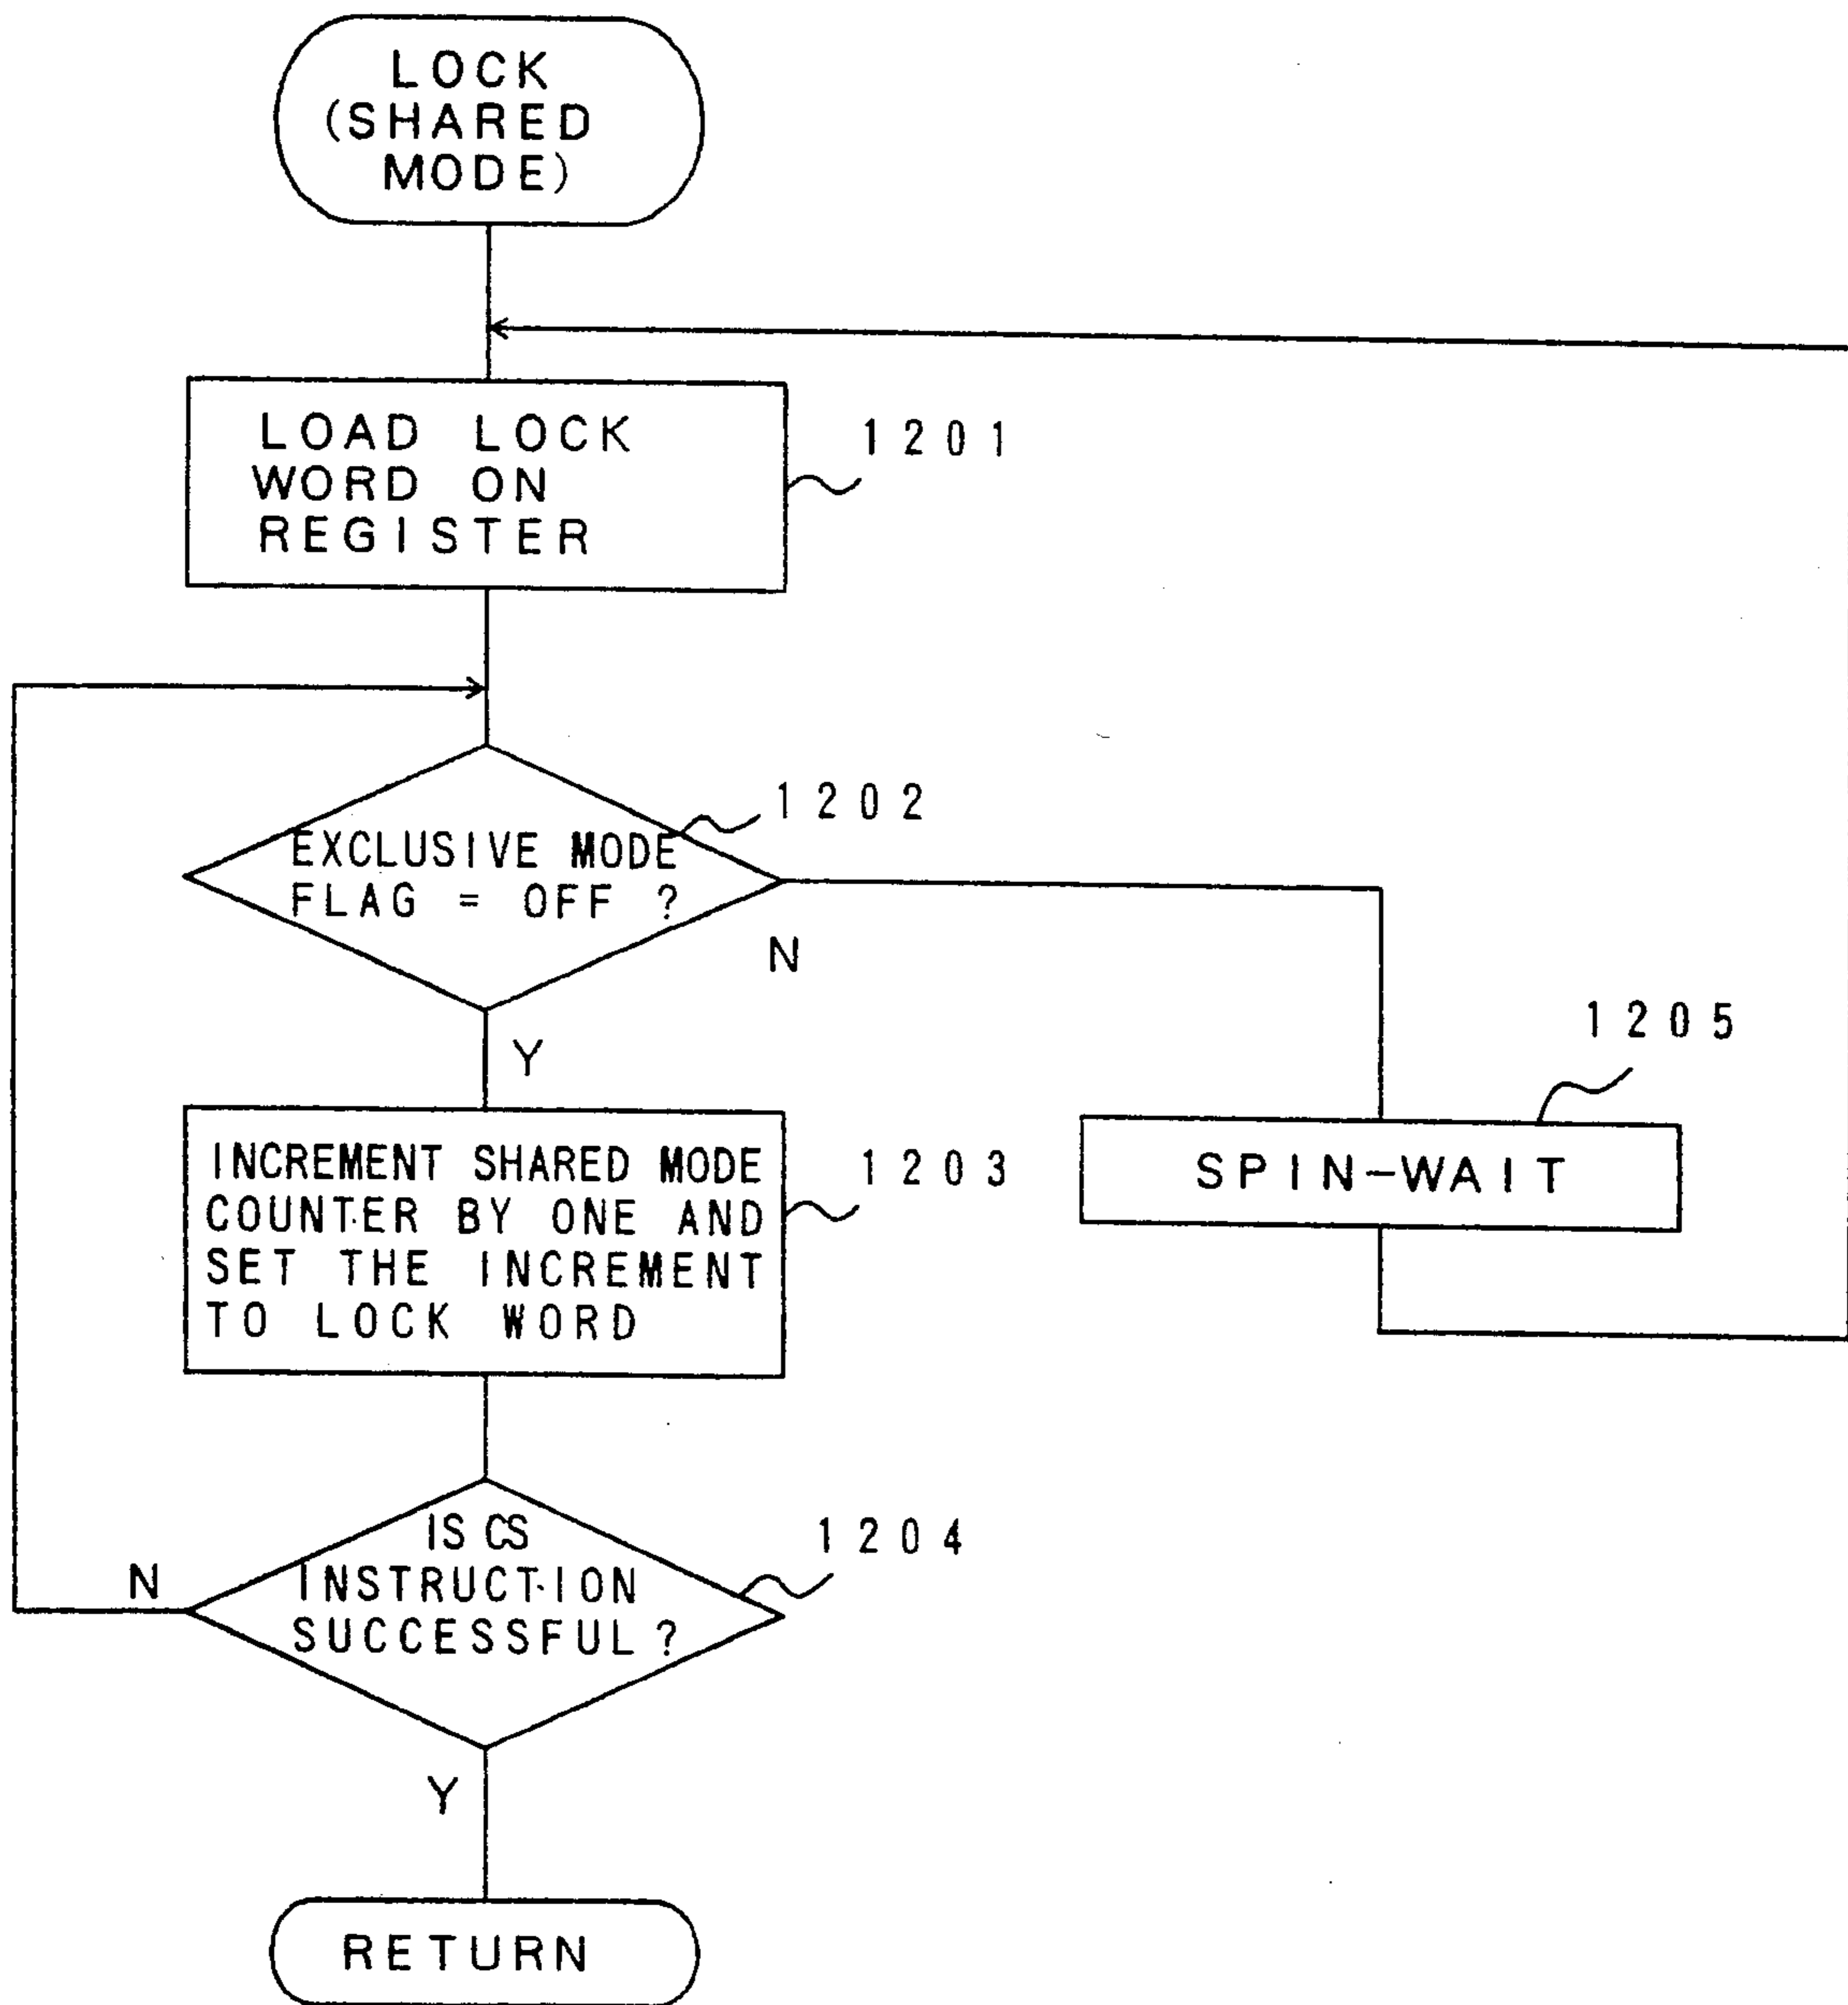 LOCK
(SHARED
MODE)
LOAD LOCK
WORD ON
REGISTER
1201
1202
EXCLUSIVE MODE
FLAG = OFF ?
N
Y
1205
SPIN-WAIT
INCREMENT SHARED MODE
COUNTER BY ONE AND
SET THE INCREMENT
TO LOCK WORD
1203
IS CS
INSTRUCTION
SUCCESSFUL?
1204
N
Y
RETURN